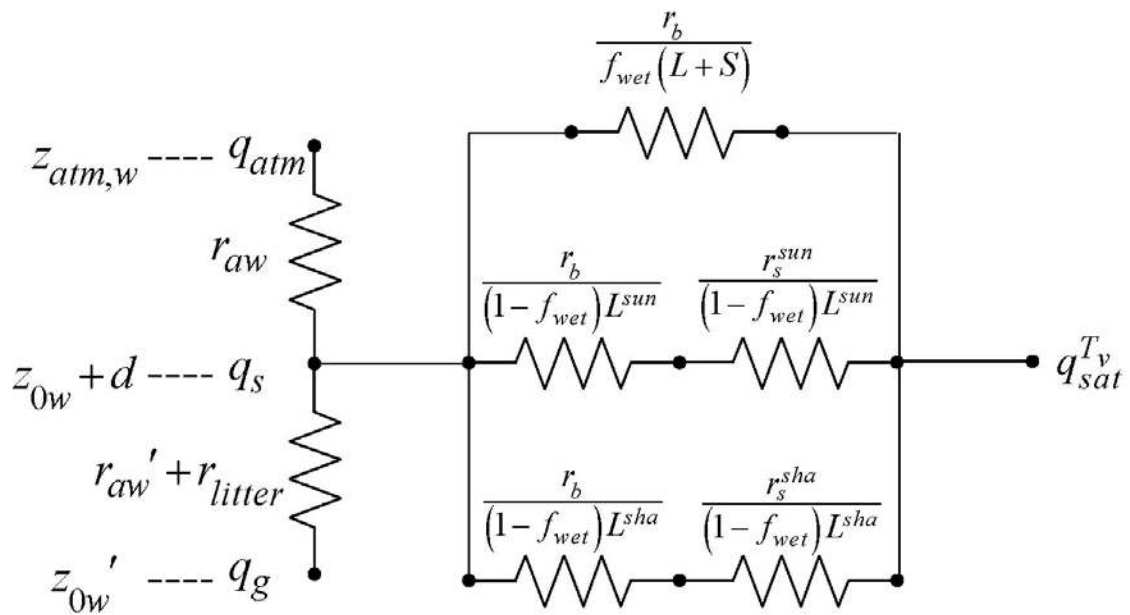 r_b / f_wet (L + S)
z_atm,w ---- q_atm
r_aw
r_b / (1 − f_wet) L^sun
r_s^sun / (1 − f_wet) L^sun
z_0w + d ---- q_s
q_sat^T_v
r_aw' + r_litter
r_b / (1 − f_wet) L^sha
r_s^sha / (1 − f_wet) L^sha
z_0w' ---- q_g